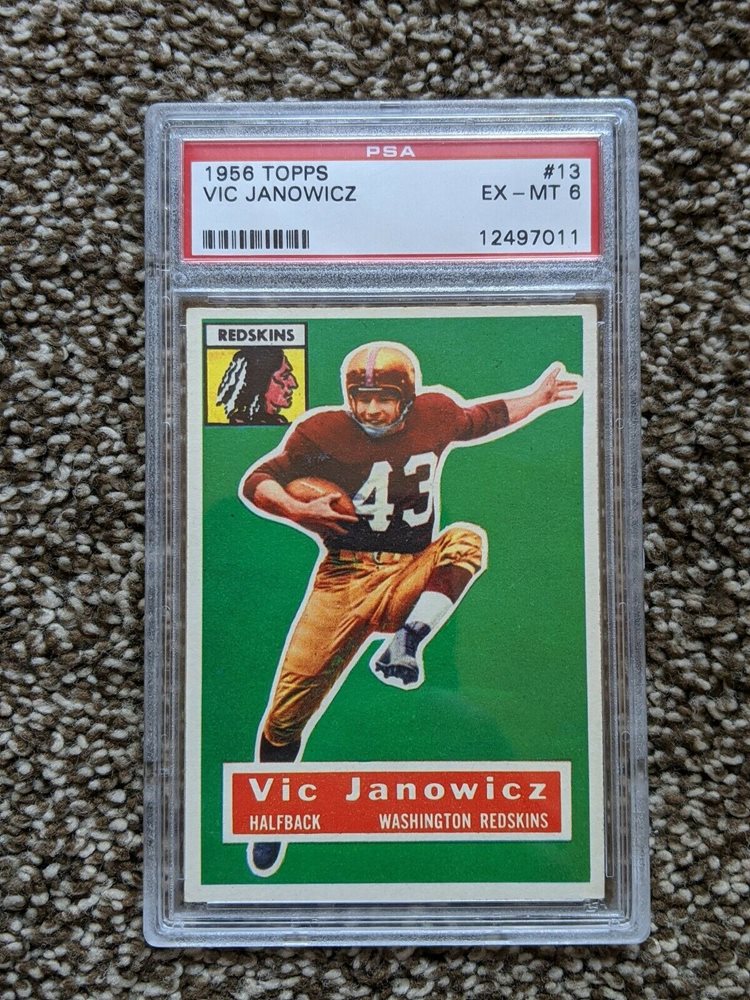 PSA
1956 TOPPS #13
VIC JANOWICZ EX - MT 6
12497011
REDSKINS
43
Vic Janowicz
HALFBACK WASHINGTON REDSKINS